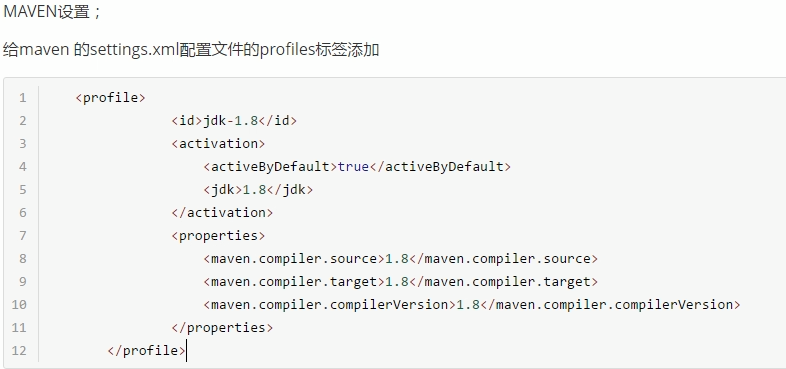 MAVEN设置；
给maven 的settings.xml配置文件的profiles标签添加
1 <profile>
2 <id>jdk-1.8</id>
3 <activation>
4 <activeByDefault>true</activeByDefault>
5 <jdk>1.8</jdk>
6 </activation>
7 <properties>
8 <maven.compiler.source>1.8</maven.compiler.source>
9 <maven.compiler.target>1.8</maven.compiler.target>
10 <maven.compiler.compilerVersion>1.8</maven.compiler.compilerVersion>
11 </properties>
12 </profile>